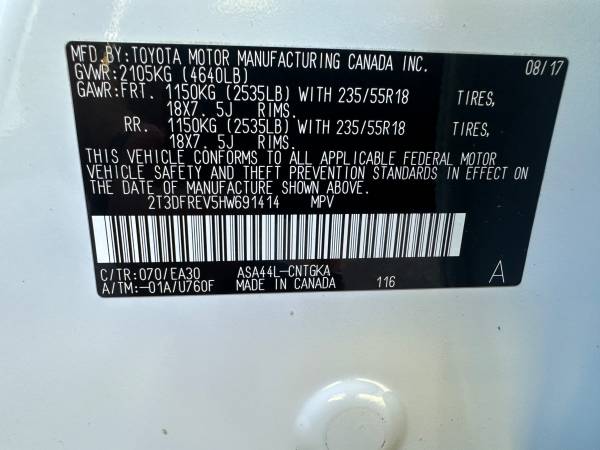 MFD.BY:TOYOTA MOTOR MANUFACTURING CANADA INC. 08/17
GVWR:2105KG (4640LB)
GAWR:FRT. 1150KG (2535LB) WITH 235/55R18 TIRES,
18X7. 5J RIMS.
RR. 1150KG (2535LB) WITH 235/55R18 TIRES,
18X7. 5J RIMS.
THIS VEHICLE CONFORMS TO ALL APPLICABLE FEDERAL MOTOR
VEHICLE SAFETY AND THEFT PREVENTION STANDARDS IN EFFECT ON
THE DATE OF MANUFACTURE SHOWN ABOVE.
2T3DFREV5HW691414 MPV
C/TR:070/EA30 ASA44L-CNTGKA A
A/TM:-01A/U760F MADE IN CANADA 116